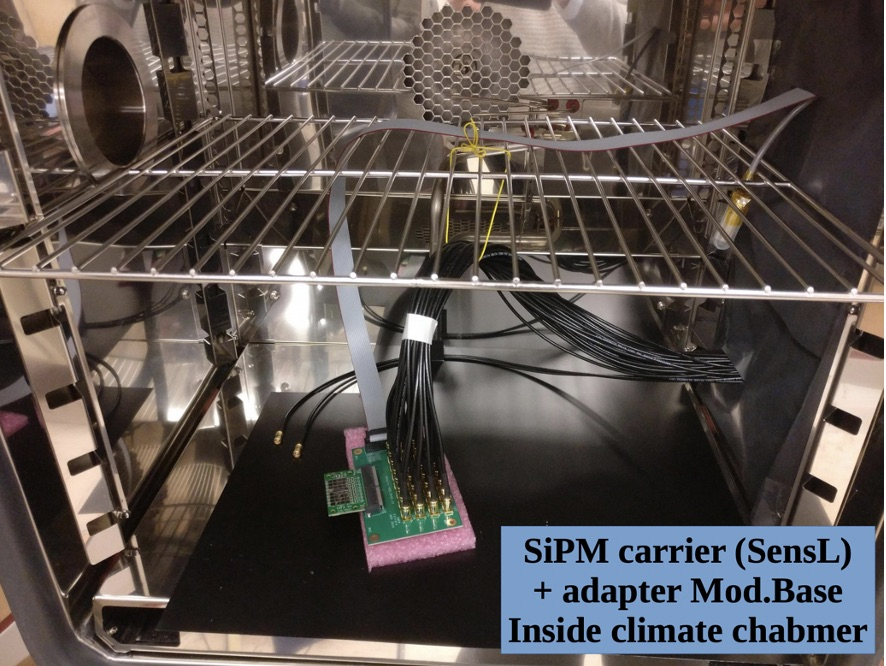 SiPM carrier (SensL)
+ adapter Mod.Base
Inside climate chabmer